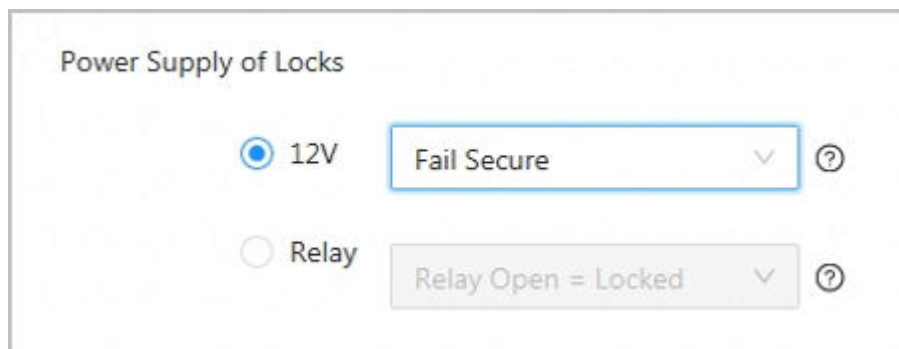 Power Supply of Locks
12V Fail Secure ?
Relay Relay Open = Locked ?